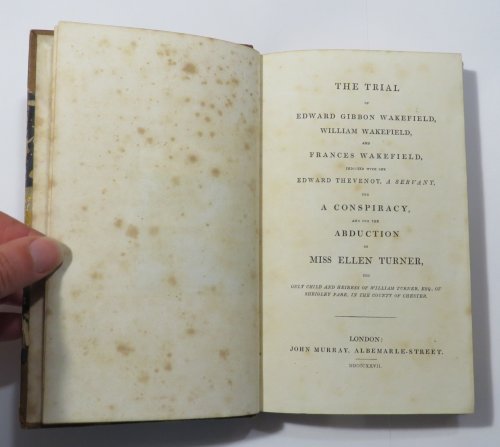 THE TRIAL
OF
EDWARD GIBBON WAKEFIELD,
WILLIAM WAKEFIELD,
AND
FRANCES WAKEFIELD,
INDICTED WITH ONE
EDWARD THEVENOT, A SERVANT,
FOR
A CONSPIRACY,
AND FOR THE
ABDUCTION
OF
MISS ELLEN TURNER,
THE
ONLY CHILD AND HEIRESS OF WILLIAM TURNER, ESQ., OF
SHRIGLEY PARK, IN THE COUNTY OF CHESTER.
LONDON:
JOHN MURRAY, ALBEMARLE-STREET.
MDCCCXXVII.